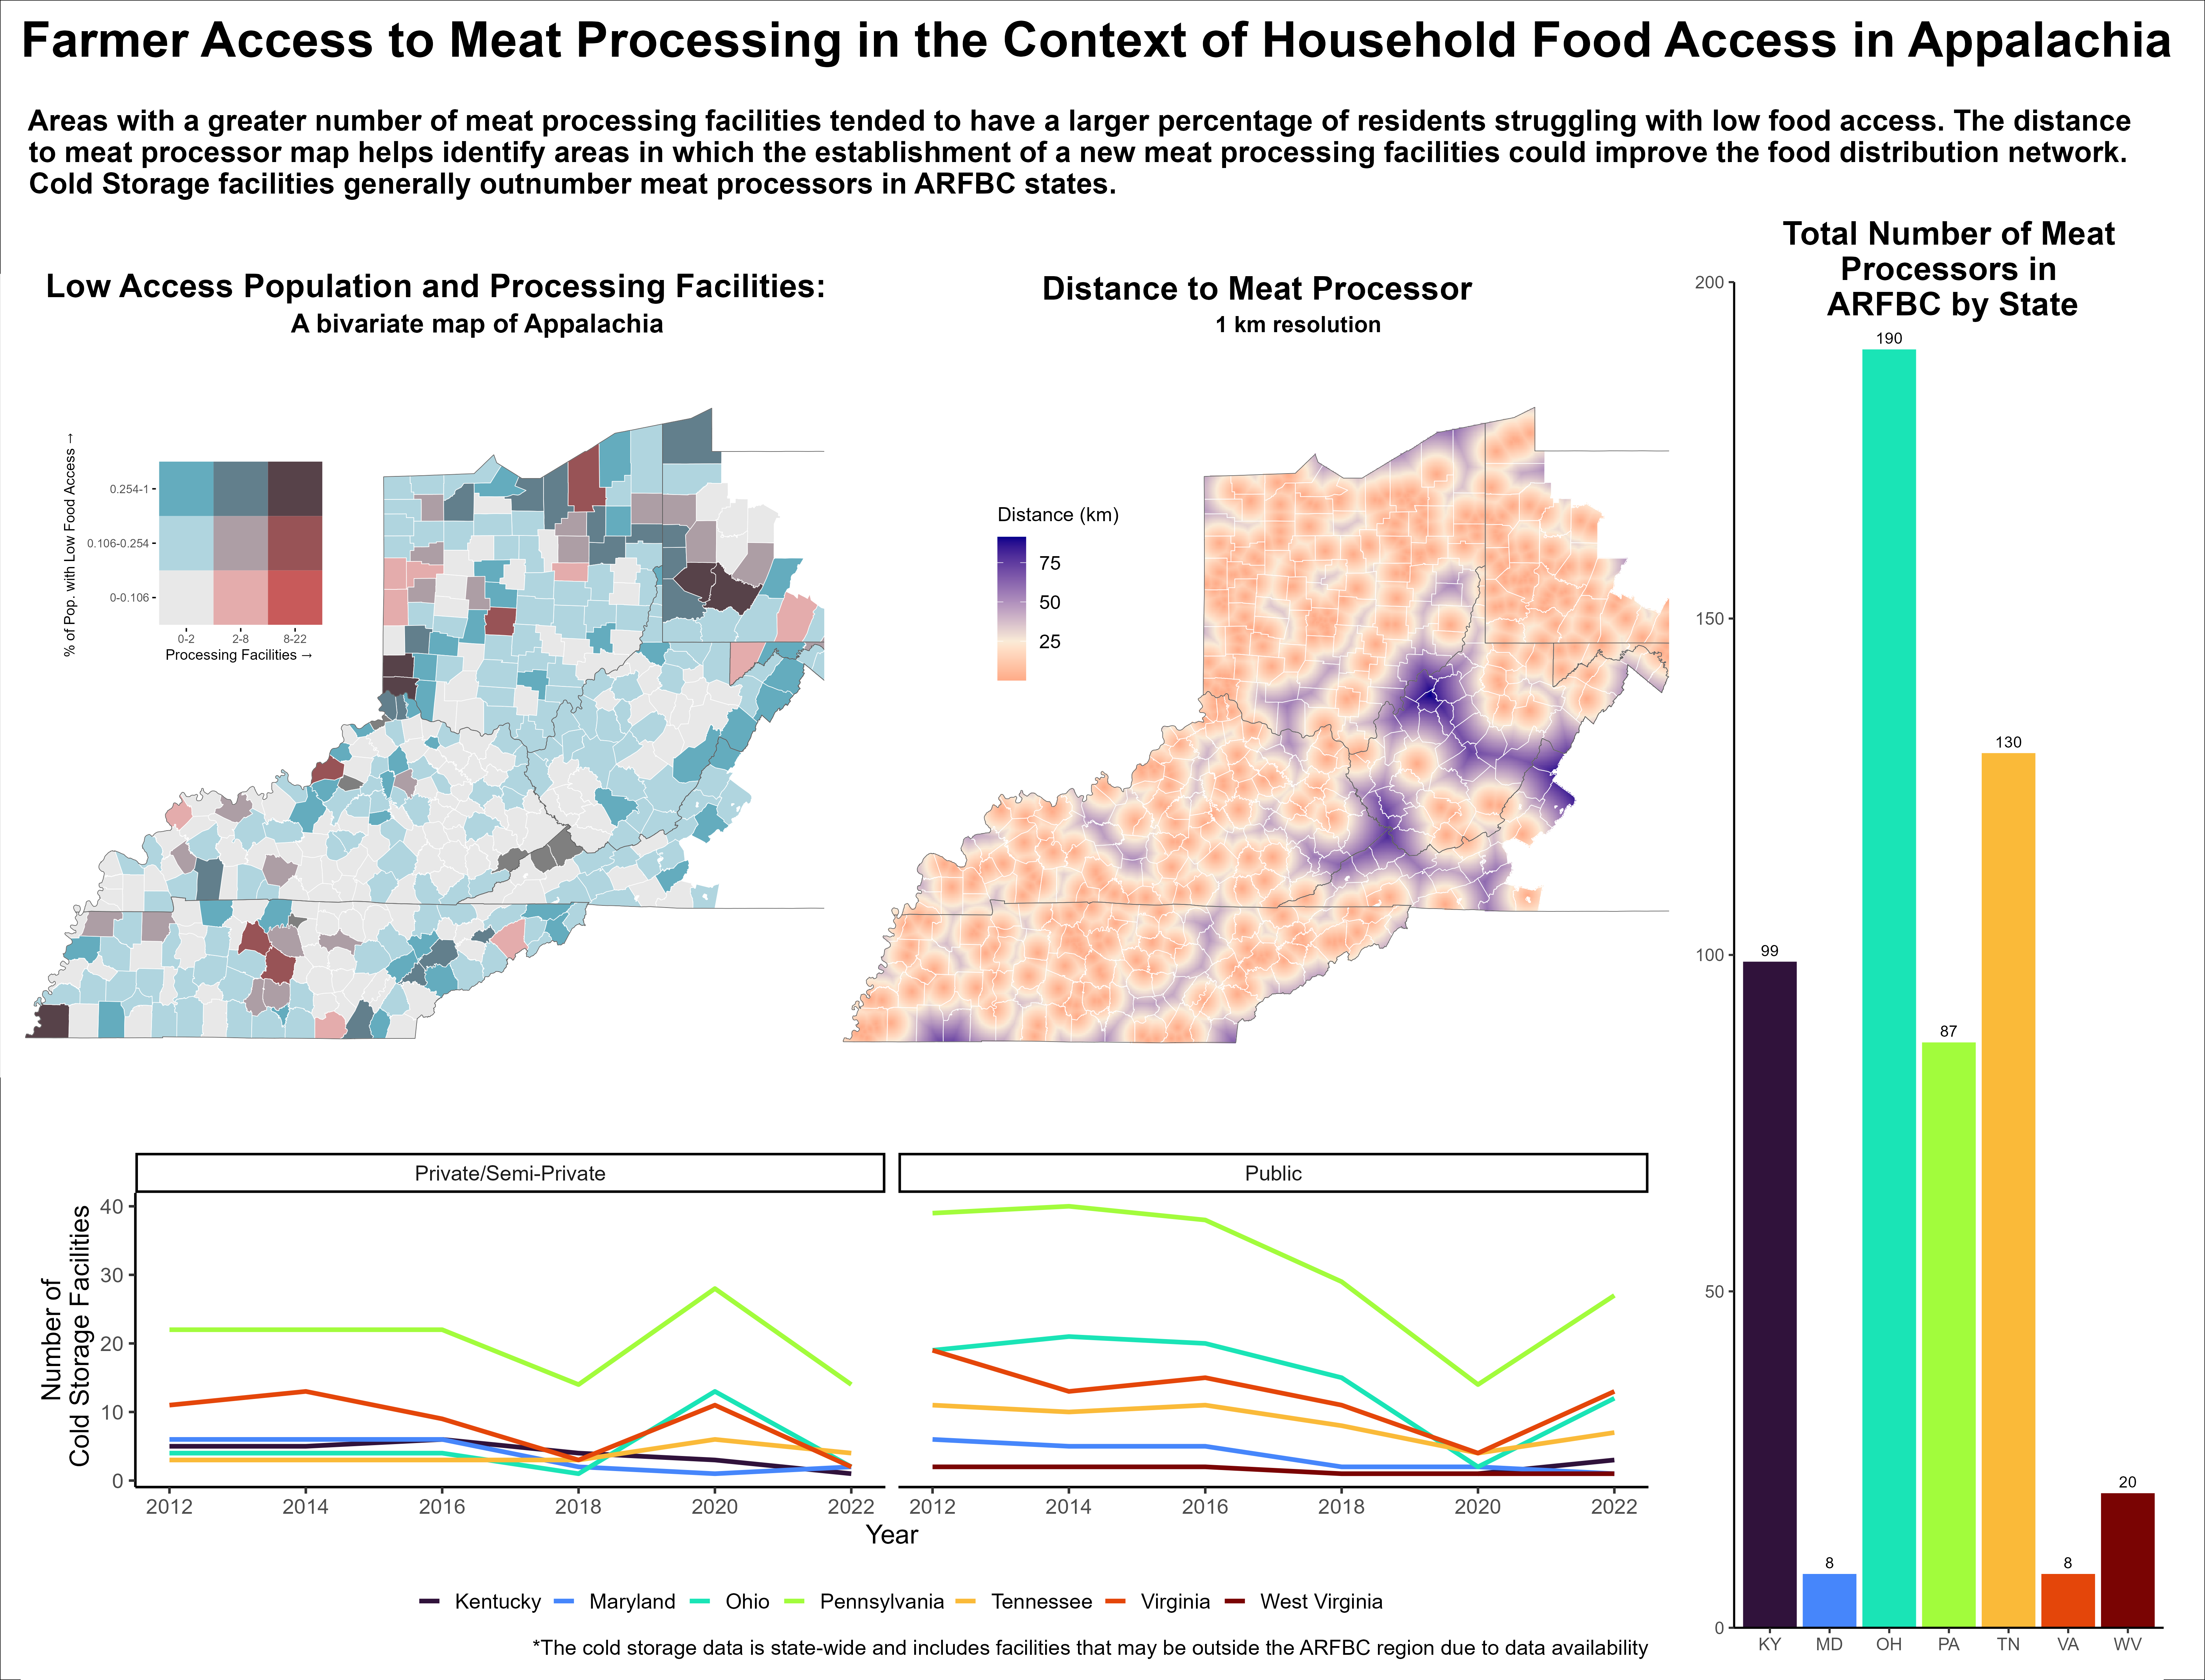 Farmer Access to Meat Processing in the Context of Household Food Access in Appalachia
Areas with a greater number of meat processing facilities tended to have a larger percentage of residents struggling with low food access. The distance
to meat processor map helps identify areas in which the establishment of a new meat processing facilities could improve the food distribution network.
Cold Storage facilities generally outnumber meat processors in ARFBC states.
Low Access Population and Processing Facilities:
A bivariate map of Appalachia
% of Pop. with Low Food Access →
0.254-1
0.106-0.254
0-0.106
0-2 2-8 8-22
Processing Facilities →
Distance to Meat Processor
1 km resolution
Distance (km)
75
50
25
Total Number of Meat
Processors in
ARFBC by State
200
150
100
50
0
99
8
190
87
130
8
20
KY MD OH PA TN VA WV
Private/Semi-Private
Public
Number of
Cold Storage Facilities
40
30
20
10
0
2012 2014 2016 2018 2020 2022
2012 2014 2016 2018 2020 2022
Year
Kentucky Maryland Ohio Pennsylvania Tennessee Virginia West Virginia
*The cold storage data is state-wide and includes facilities that may be outside the ARFBC region due to data availability